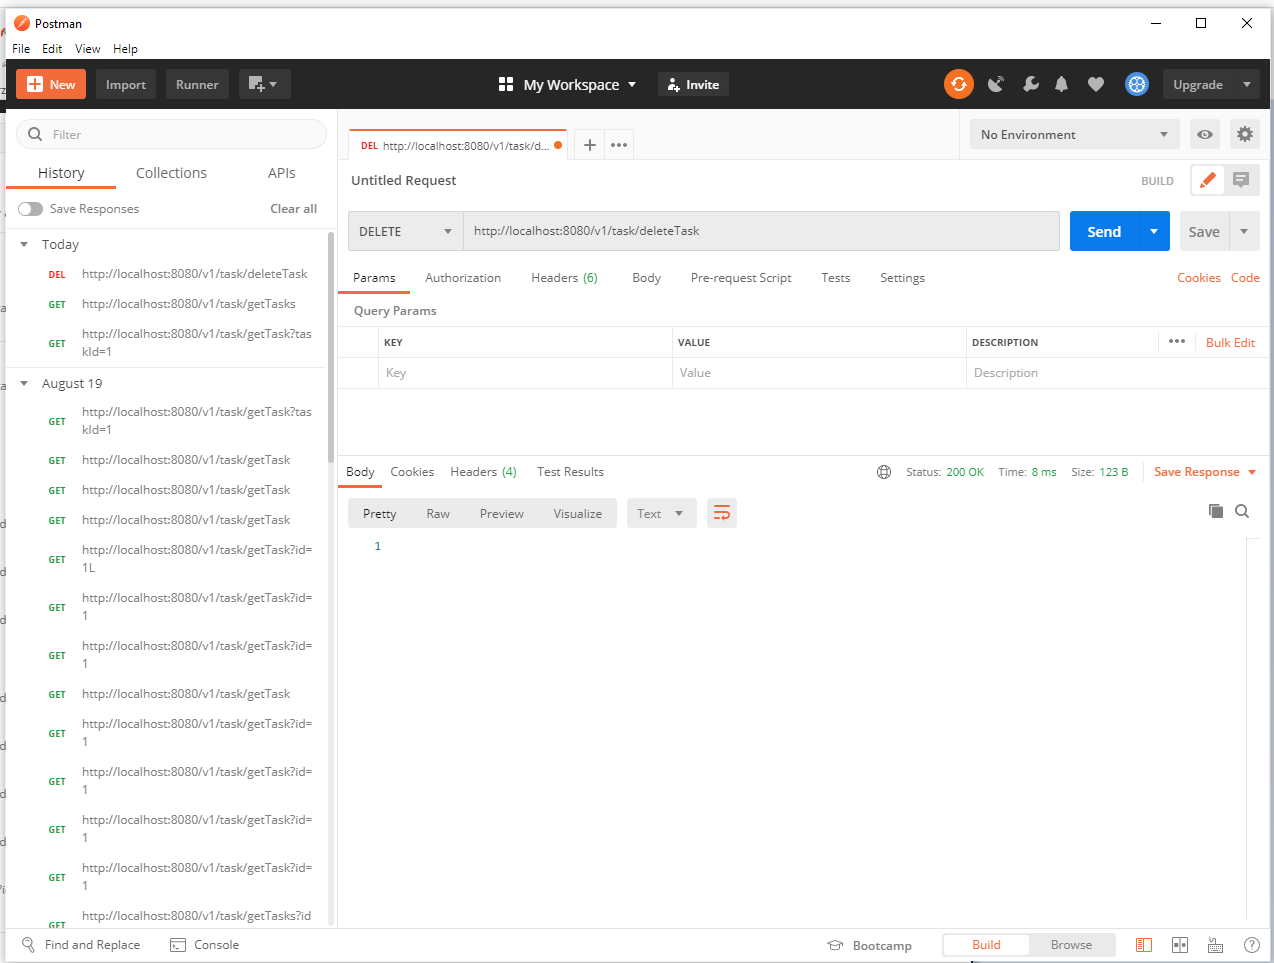 Postman
File Edit View Help
New Import Runner My Workspace Invite Upgrade
Filter
History Collections APIs
Save Responses Clear all
Today
DEL http://localhost:8080/v1/task/deleteTask
GET http://localhost:8080/v1/task/getTasks
GET http://localhost:8080/v1/task/getTask?tas
kId=1
August 19
GET http://localhost:8080/v1/task/getTask?tas
kId=1
GET http://localhost:8080/v1/task/getTask
GET http://localhost:8080/v1/task/getTask
GET http://localhost:8080/v1/task/getTask
GET http://localhost:8080/v1/task/getTask?id=
1L
GET http://localhost:8080/v1/task/getTask?id=
1
GET http://localhost:8080/v1/task/getTask?id=
1
GET http://localhost:8080/v1/task/getTask
GET http://localhost:8080/v1/task/getTask?id=
1
GET http://localhost:8080/v1/task/getTask?id=
1
GET http://localhost:8080/v1/task/getTask?id=
1
GET http://localhost:8080/v1/task/getTask?id=
1
GET http://localhost:8080/v1/task/getTasks?id
DEL http://localhost:8080/v1/task/d...
No Environment
Untitled Request BUILD
DELETE http://localhost:8080/v1/task/deleteTask Send Save
Params Authorization Headers (6) Body Pre-request Script Tests Settings Cookies Code
Query Params
KEY VALUE DESCRIPTION Bulk Edit
Key Value Description
Body Cookies Headers (4) Test Results Status: 200 OK Time: 8 ms Size: 123 B Save Response
Pretty Raw Preview Visualize Text
1
Find and Replace Console Bootcamp Build Browse